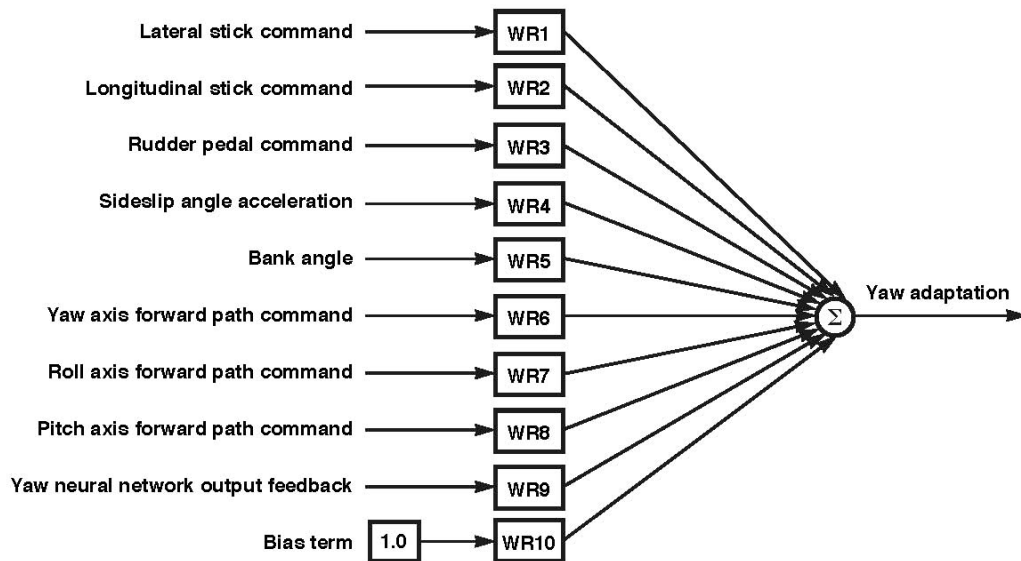 Lateral stick command WR1
Longitudinal stick command WR2
Rudder pedal command WR3
Sideslip angle acceleration WR4
Bank angle WR5
Yaw axis forward path command WR6
Σ
Yaw adaptation
Roll axis forward path command WR7
Pitch axis forward path command WR8
Yaw neural network output feedback WR9
Bias term 1.0 WR10